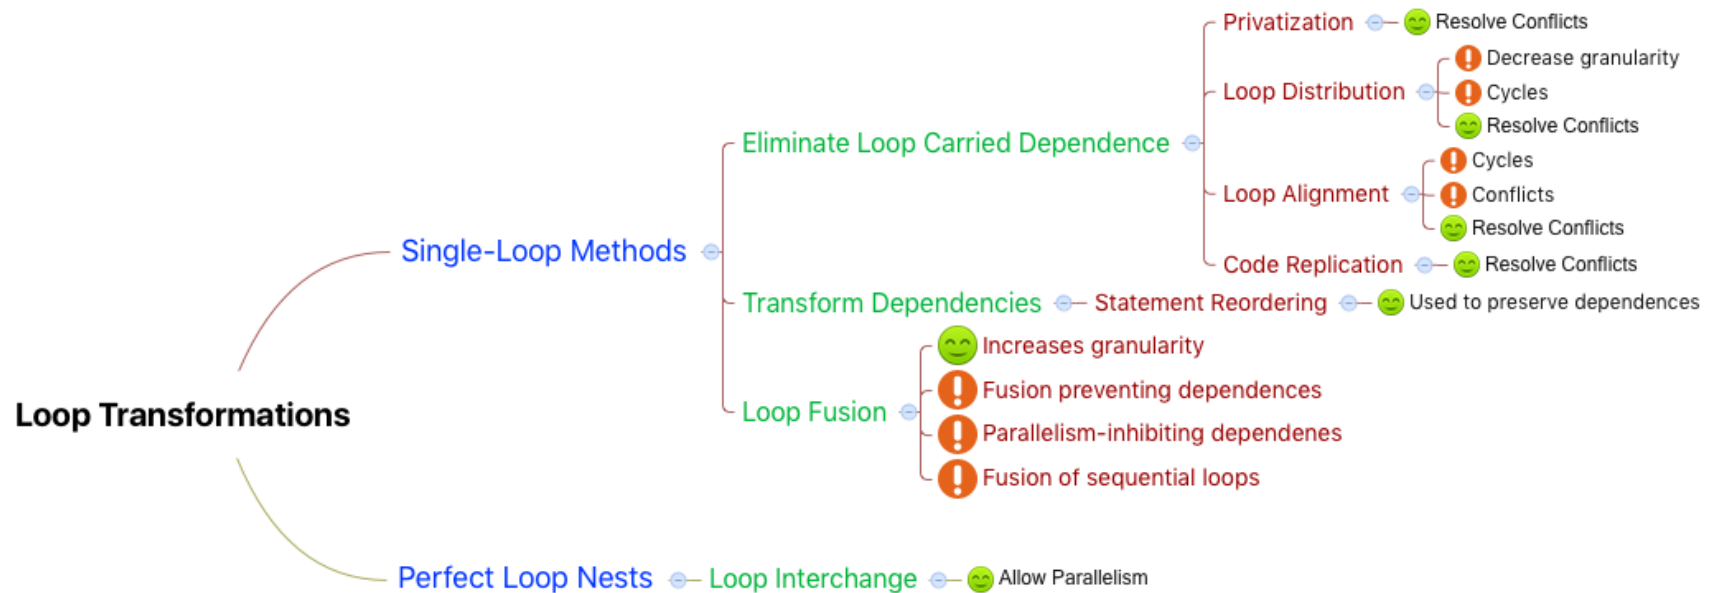 Loop Transformations
Single-Loop Methods
Eliminate Loop Carried Dependence
Privatization
Resolve Conflicts
Loop Distribution
Decrease granularity
Cycles
Resolve Conflicts
Loop Alignment
Cycles
Conflicts
Resolve Conflicts
Code Replication
Resolve Conflicts
Transform Dependencies
Statement Reordering
Used to preserve dependences
Loop Fusion
Increases granularity
Fusion preventing dependences
Parallelism-inhibiting dependenes
Fusion of sequential loops
Perfect Loop Nests
Loop Interchange
Allow Parallelism